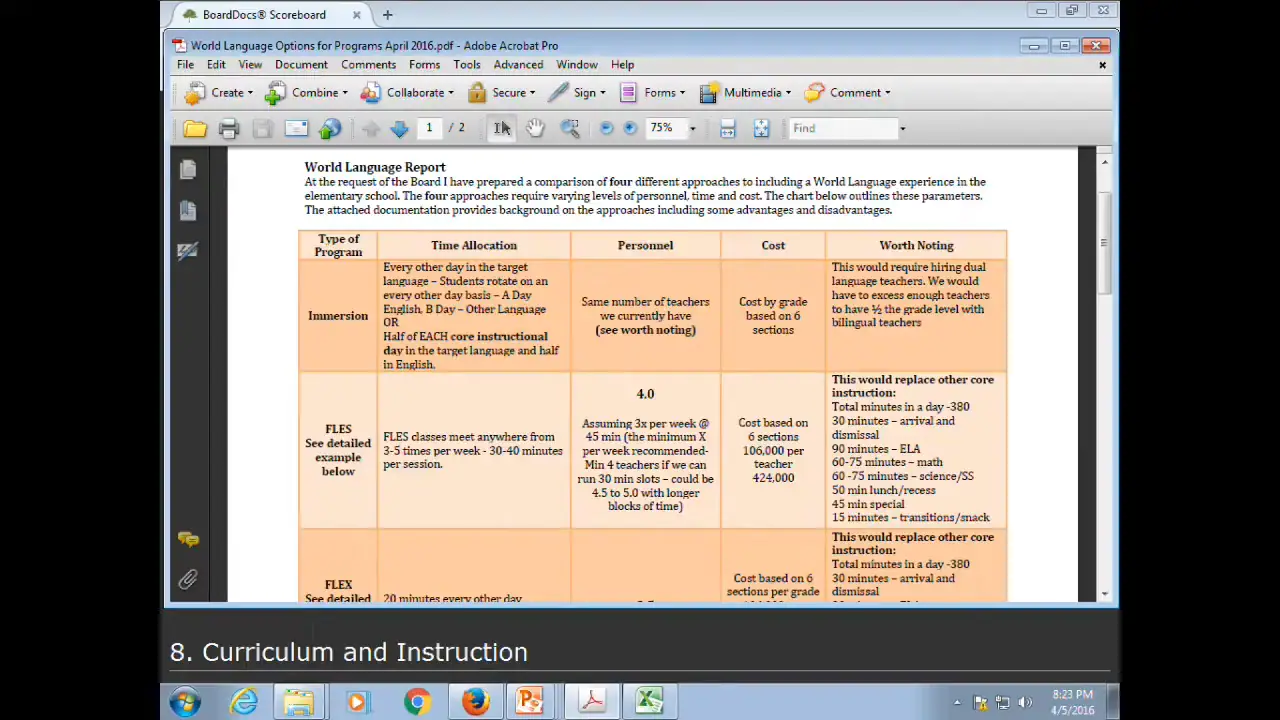 BoardDocs® Scoreboard
World Language Options for Programs April 2016.pdf - Adobe Acrobat Pro
File Edit View Document Comments Forms Tools Advanced Window Help
Create Combine Collaborate Secure Sign Forms Multimedia Comment
1 / 2 75% Find
World Language Report
At the request of the Board I have prepared a comparison of four different approaches to including a World Language experience in the
elementary school. The four approaches require varying levels of personnel, time and cost. The chart below outlines these parameters.
The attached documentation provides background on the approaches including some advantages and disadvantages.
Type of
Program
Time Allocation
Personnel
Cost
Worth Noting
Immersion
Every other day in the target
language – Students rotate on an
every other day basis – A Day
English, B Day – Other Language
OR
Half of EACH core instructional
day in the target language and half
in English.
Same number of teachers
we currently have
(see worth noting)
Cost by grade
based on 6
sections
This would require hiring dual
language teachers. We would
have to excess enough teachers
to have ½ the grade level with
bilingual teachers
FLES
See detailed
example
below
FLES classes meet anywhere from
3-5 times per week - 30-40 minutes
per session.
4.0
Assuming 3x per week @
45 min (the minimum X
per week recommended-
Min 4 teachers if we can
run 30 min slots – could be
4.5 to 5.0 with longer
blocks of time)
Cost based on
6 sections
106,000 per
teacher
424,000
This would replace other core
instruction:
Total minutes in a day -380
30 minutes – arrival and
dismissal
90 minutes – ELA
60-75 minutes – math
60 -75 minutes – science/SS
50 min lunch/recess
45 min special
15 minutes – transitions/snack
FLEX
See detailed
20 minutes every other day
Cost based on 6
sections per grade
This would replace other core
instruction:
Total minutes in a day -380
30 minutes – arrival and
dismissal
8. Curriculum and Instruction
8:23 PM
4/5/2016